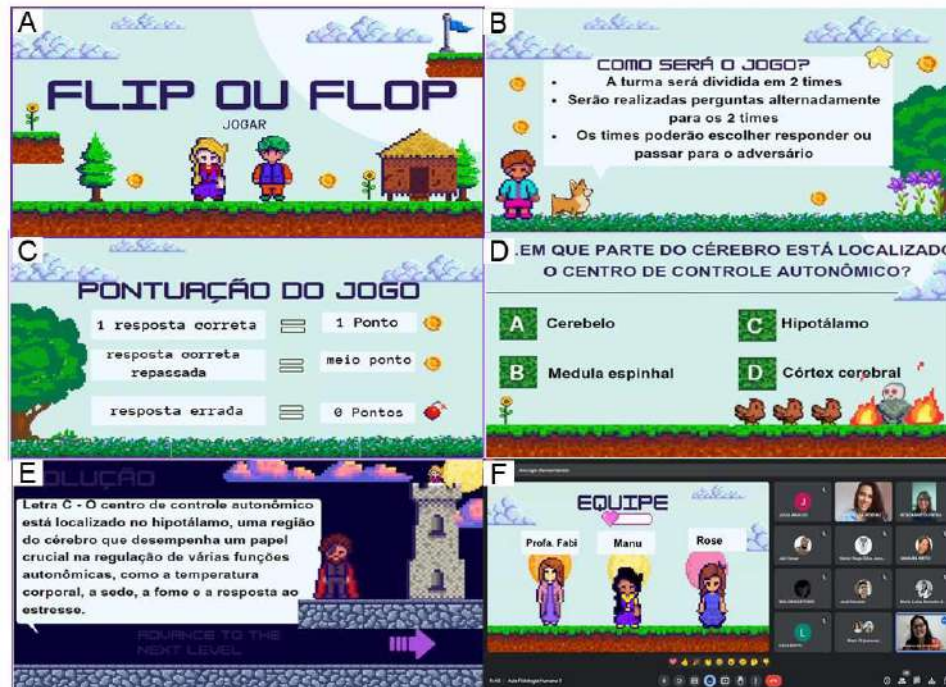 A
FLIP OU FLOP
JOGAR
B
COMO SERÁ O JOGO?
• A turma será dividida em 2 times
• Serão realizadas perguntas alternadamente
para os 2 times
• Os times poderão escolher responder ou
passar para o adversário
C
PONTUAÇÃO DO JOGO
1 resposta correta = 1 Ponto
resposta correta
repassada = meio ponto
resposta errada = 0 Pontos
D
.EM QUE PARTE DO CÉREBRO ESTÁ LOCALIZADO
O CENTRO DE CONTROLE AUTONÔMICO?
A Cerebelo
C Hipotálamo
B Medula espinhal
D Córtex cerebral
E
OLUÇÃO
Letra C - O centro de controle autonômico
está localizado no hipotálamo, uma região
do cérebro que desempenha um papel
crucial na regulação de várias funções
autonômicas, como a temperatura
corporal, a sede, a fome e a resposta ao
estresse.
ADVANCE TO THE
NEXT LEVEL
F
EQUIPE
Profa. Fabi
Manu
Rose
J
L